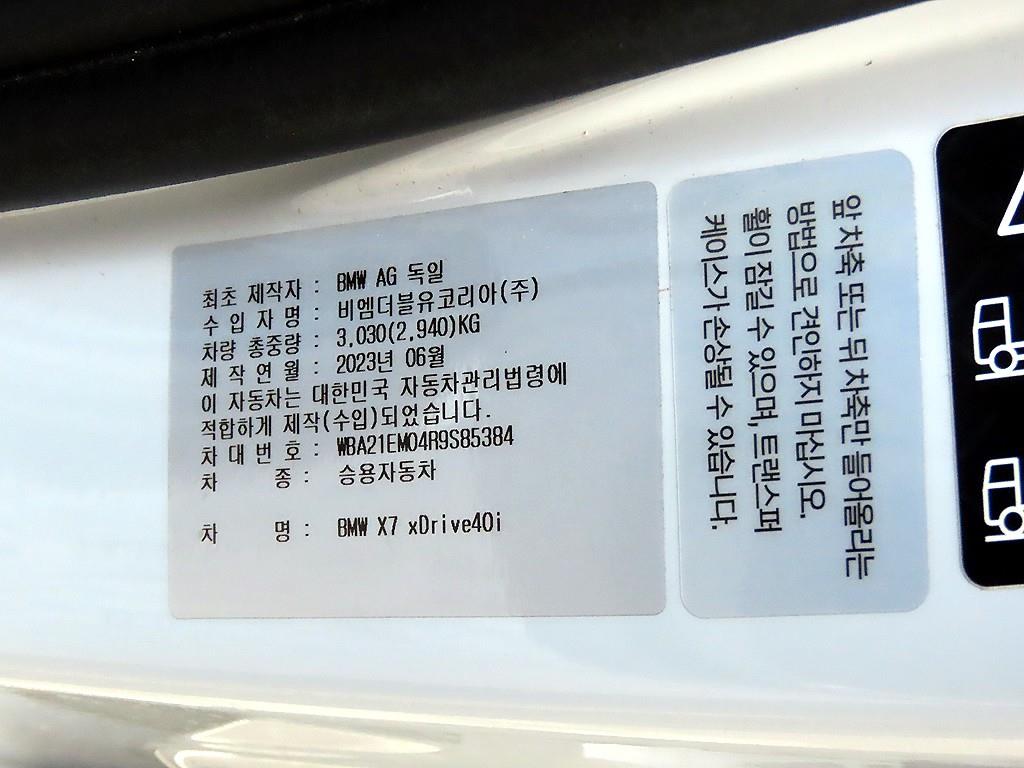 최초 제작자 : BMW AG 독일
수 입 자 명 : 비엠더블유코리아(주)
차량 총중량 : 3,030(2,940)KG
제 작 연 월 : 2023년 06월
이 자동차는 대한민국 자동차관리법령에
적합하게 제작(수입)되었습니다.
차 대 번 호 : WBA21EM04R9S85384
차 종 : 승용자동차
차 명 : BMW X7 xDrive40i
앞 차축 또는 뒤 차축만 들어올리는
방법으로 견인하지 마십시오.
휠이 잠길 수 있으며, 트랜스퍼
케이스가 손상될 수 있습니다.